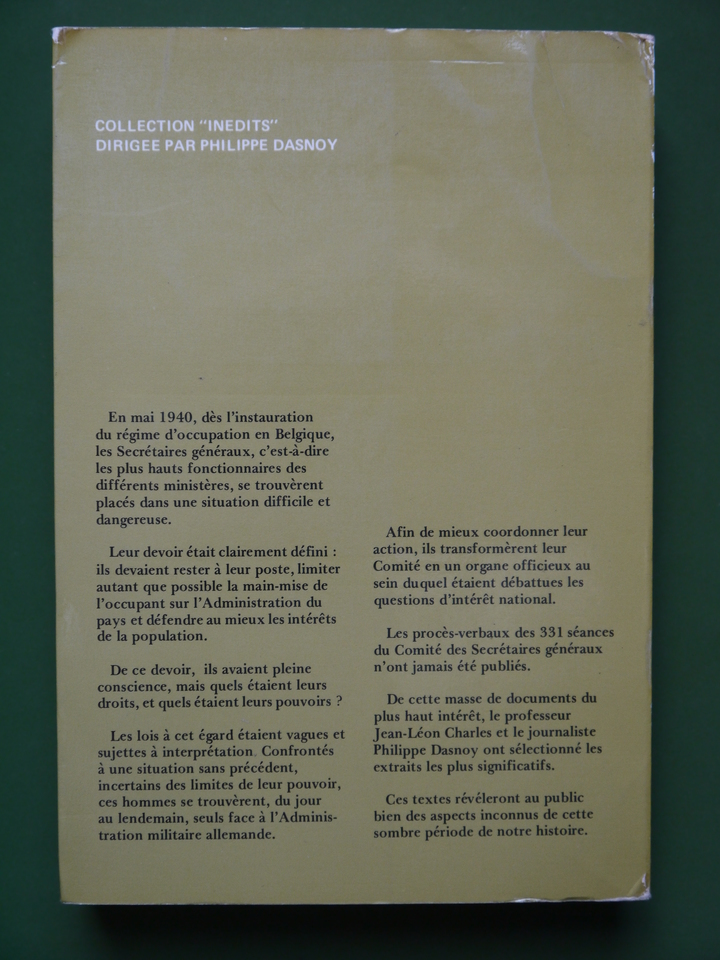 COLLECTION "INEDITS"
DIRIGEE PAR PHILIPPE DASNOY
En mai 1940, dès l'instauration
du régime d'occupation en Belgique,
les Secrétaires généraux, c'est-à-dire
les plus hauts fonctionnaires des
différents ministères, se trouvèrent
placés dans une situation difficile et
dangereuse.
Leur devoir était clairement défini :
ils devaient rester à leur poste, limiter
autant que possible la main-mise de
l'occupant sur l'Administration du
pays et défendre au mieux les intérêts
de la population.
De ce devoir, ils avaient pleine
conscience, mais quels étaient leurs
droits, et quels étaient leurs pouvoirs ?
Les lois à cet égard étaient vagues et
sujettes à interprétation. Confrontés
à une situation sans précédent,
incertains des limites de leur pouvoir,
ces hommes se trouvèrent, du jour
au lendemain, seuls face à l'Adminis-
tration militaire allemande.
Afin de mieux coordonner leur
action, ils transformèrent leur
Comité en un organe officieux au
sein duquel étaient débattues les
questions d'intérêt national.
Les procès-verbaux des 331 séances
du Comité des Secrétaires généraux
n'ont jamais été publiés.
De cette masse de documents du
plus haut intérêt, le professeur
Jean-Léon Charles et le journaliste
Philippe Dasnoy ont sélectionné les
extraits les plus significatifs.
Ces textes révéleront au public
bien des aspects inconnus de cette
sombre période de notre histoire.